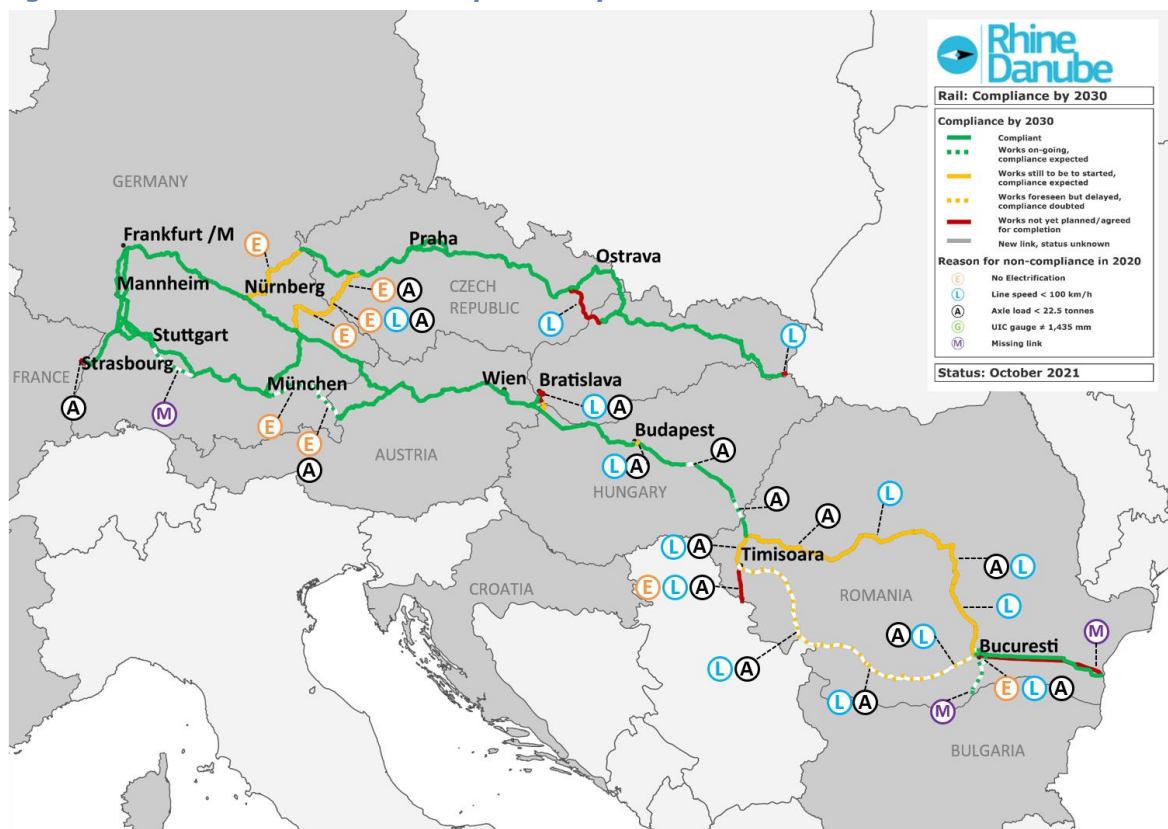 Rhine
Danube
Rail: Compliance by 2030
Compliance by 2030
Compliant
Works on-going,
compliance expected
Works still to be to started,
compliance expected
Works foreseen but delayed,
compliance doubted
Works not yet planned/agreed
for completion
New link, status unknown
Reason for non-compliance in 2020
E No Electrification
L Line speed < 100 km/h
A Axle load < 22.5 tonnes
G UIC gauge ≠ 1,435 mm
M Missing link
Status: October 2021
GERMANY
Frankfurt /M
E
Praha
Ostrava
Mannheim
Nürnberg
E A
CZECH
REPUBLIC
E L A
E
L
L
Stuttgart
Strasbourg
FRANCE
A
M
München
E
E
A
Wien
Bratislava
L A
AUSTRIA
Budapest
L A
A
HUNGARY
A
A
L
L A
Timisoara
E L A
CROATIA
ROMANIA
A L
L
A L
Bucuresti
M
L A
L A
M
E L A
BULGARIA